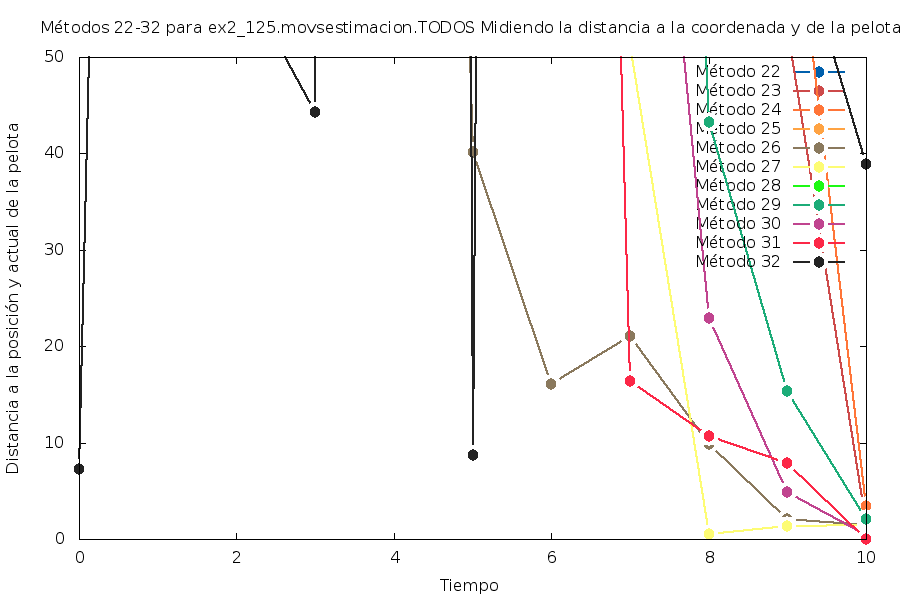 Métodos 22-32 para ex2_125.movsestimacion.TODOS Midiendo la distancia a la coordenada y de la pelota
Distancia a la posición y actual de la pelota
50
40
30
20
10
0
Método 22
Método 23
Método 24
Método 25
Método 26
Método 27
Método 28
Método 29
Método 30
Método 31
Método 32
0 2 4 6 8 10
Tiempo